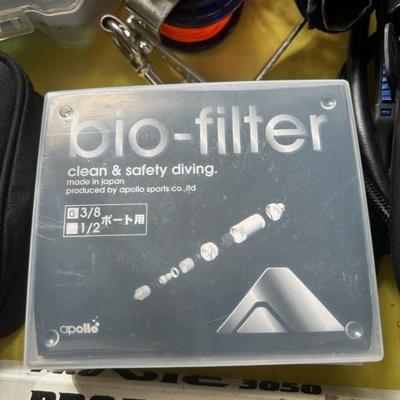 bio-filter
clean & safety diving.
made in japan
produced by apollo sports co.,ltd
3/8
1/2
ポート用
apollo
3050